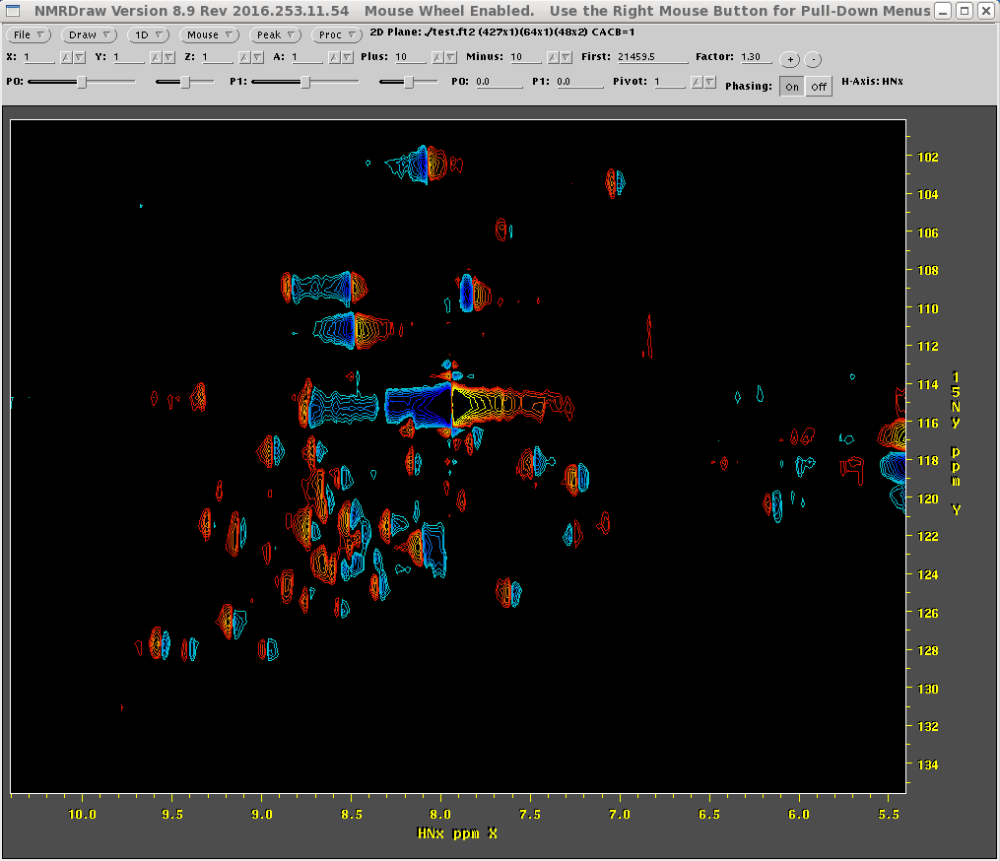 NMRDraw Version 8.9 Rev 2016.253.11.54 Mouse Wheel Enabled. Use the Right Mouse Button for Pull-Down Menus
File Draw 1D Mouse Peak Proc 2D Plane: ./test.ft2 (427x1)(64x1)(48x2) CACB=1
X: 1 Y: 1 Z: 1 A: 1 Plus: 10 Minus: 10 First: 21459.5 Factor: 1.30 + -
P0: P1: P0: 0.0 P1: 0.0 Pivot: 1 Phasing: On Off H-Axis: HNx
102
104
106
108
110
112
114
116
118
120
122
124
126
128
130
132
134
15Ny ppm Y
10.0 9.5 9.0 8.5 8.0 7.5 7.0 6.5 6.0 5.5
HNx ppm X